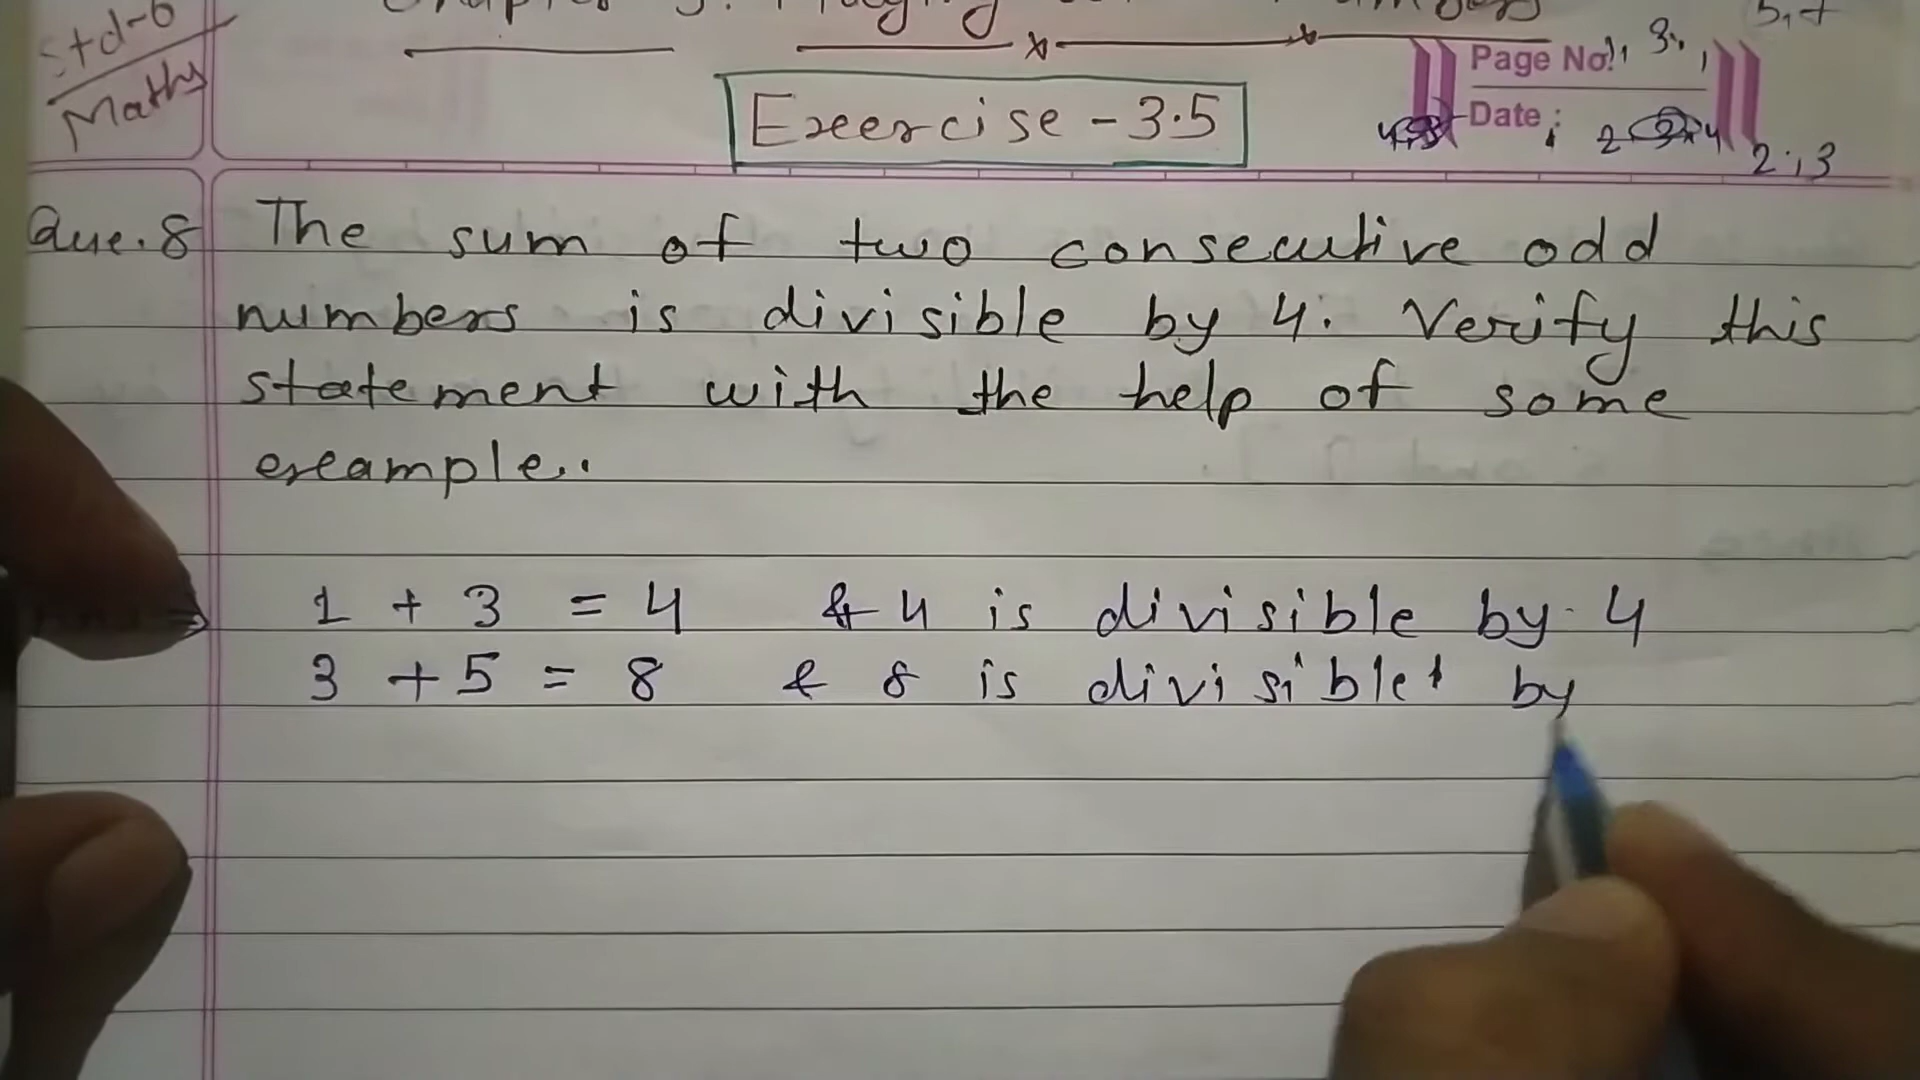 Std-6
Maths
Exercise - 3.5
Page No.
Date :
2 ; 3
Que. 8 The sum of two consecutive odd
numbers is divisible by 4. Verify this
statement with the help of some
example..
1 + 3 = 4 & 4 is divisible by 4
3 + 5 = 8 & 8 is divisible by